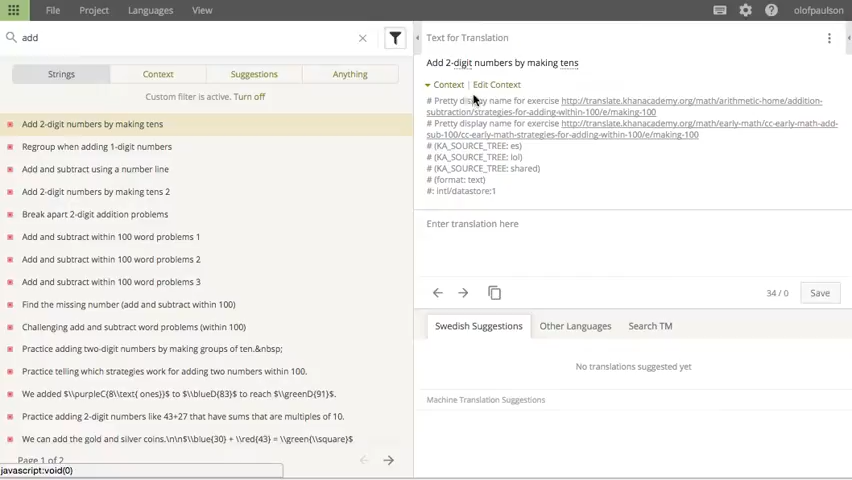 File Project Languages View olofpaulson
add
Strings Context Suggestions Anything
Custom filter is active. Turn off
Add 2-digit numbers by making tens
Regroup when adding 1-digit numbers
Add and subtract using a number line
Add 2-digit numbers by making tens 2
Break apart 2-digit addition problems
Add and subtract within 100 word problems 1
Add and subtract within 100 word problems 2
Add and subtract within 100 word problems 3
Find the missing number (add and subtract within 100)
Challenging add and subtract word problems (within 100)
Practice adding two-digit numbers by making groups of ten.&nbsp;
Practice telling which strategies work for adding two numbers within 100.
We added $\\purpleC{8\\text{ ones}}$ to $\\blueD{83}$ to reach $\\greenD{91}$.
Practice adding 2-digit numbers like 43+27 that have sums that are multiples of 10.
We can add the gold and silver coins.\n\n$\\blue{30} + \\red{43} = \\green{\\square}$
Page 1 of 2
javascript:void(0)
Text for Translation
Add 2-digit numbers by making tens
Context | Edit Context
# Pretty display name for exercise http://translate.khanacademy.org/math/arithmetic-home/addition-
subtraction/strategies-for-adding-within-100/e/making-100
# Pretty display name for exercise http://translate.khanacademy.org/math/early-math/cc-early-math-add-
sub-100/cc-early-math-strategies-for-adding-within-100/e/making-100
# (KA_SOURCE_TREE: es)
# (KA_SOURCE_TREE: lol)
# (KA_SOURCE_TREE: shared)
# (format: text)
#: intl/datastore:1
Enter translation here
34 / 0 Save
Swedish Suggestions Other Languages Search TM
No translations suggested yet
Machine Translation Suggestions